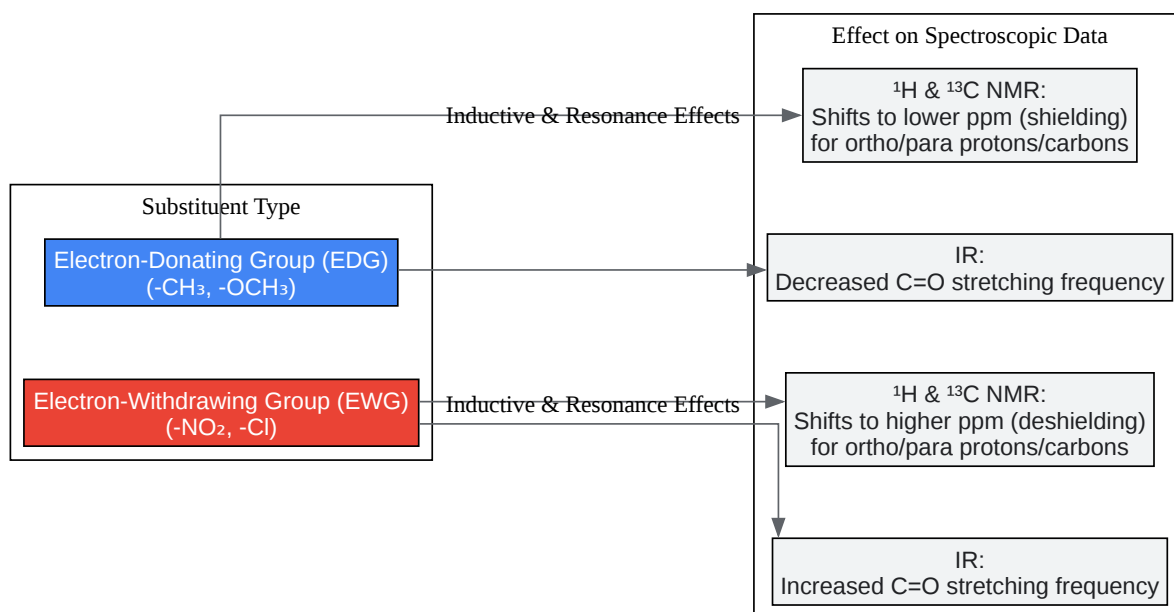 Effect on Spectroscopic Data
¹H & ¹³C NMR:
Shifts to lower ppm (shielding)
for ortho/para protons/carbons
Inductive & Resonance Effects
Substituent Type
Electron-Donating Group (EDG)
(-CH₃, -OCH₃)
IR:
Decreased C=O stretching frequency
Electron-Withdrawing Group (EWG)
(-NO₂, -Cl)
Inductive & Resonance Effects
¹H & ¹³C NMR:
Shifts to higher ppm (deshielding)
for ortho/para protons/carbons
IR:
Increased C=O stretching frequency